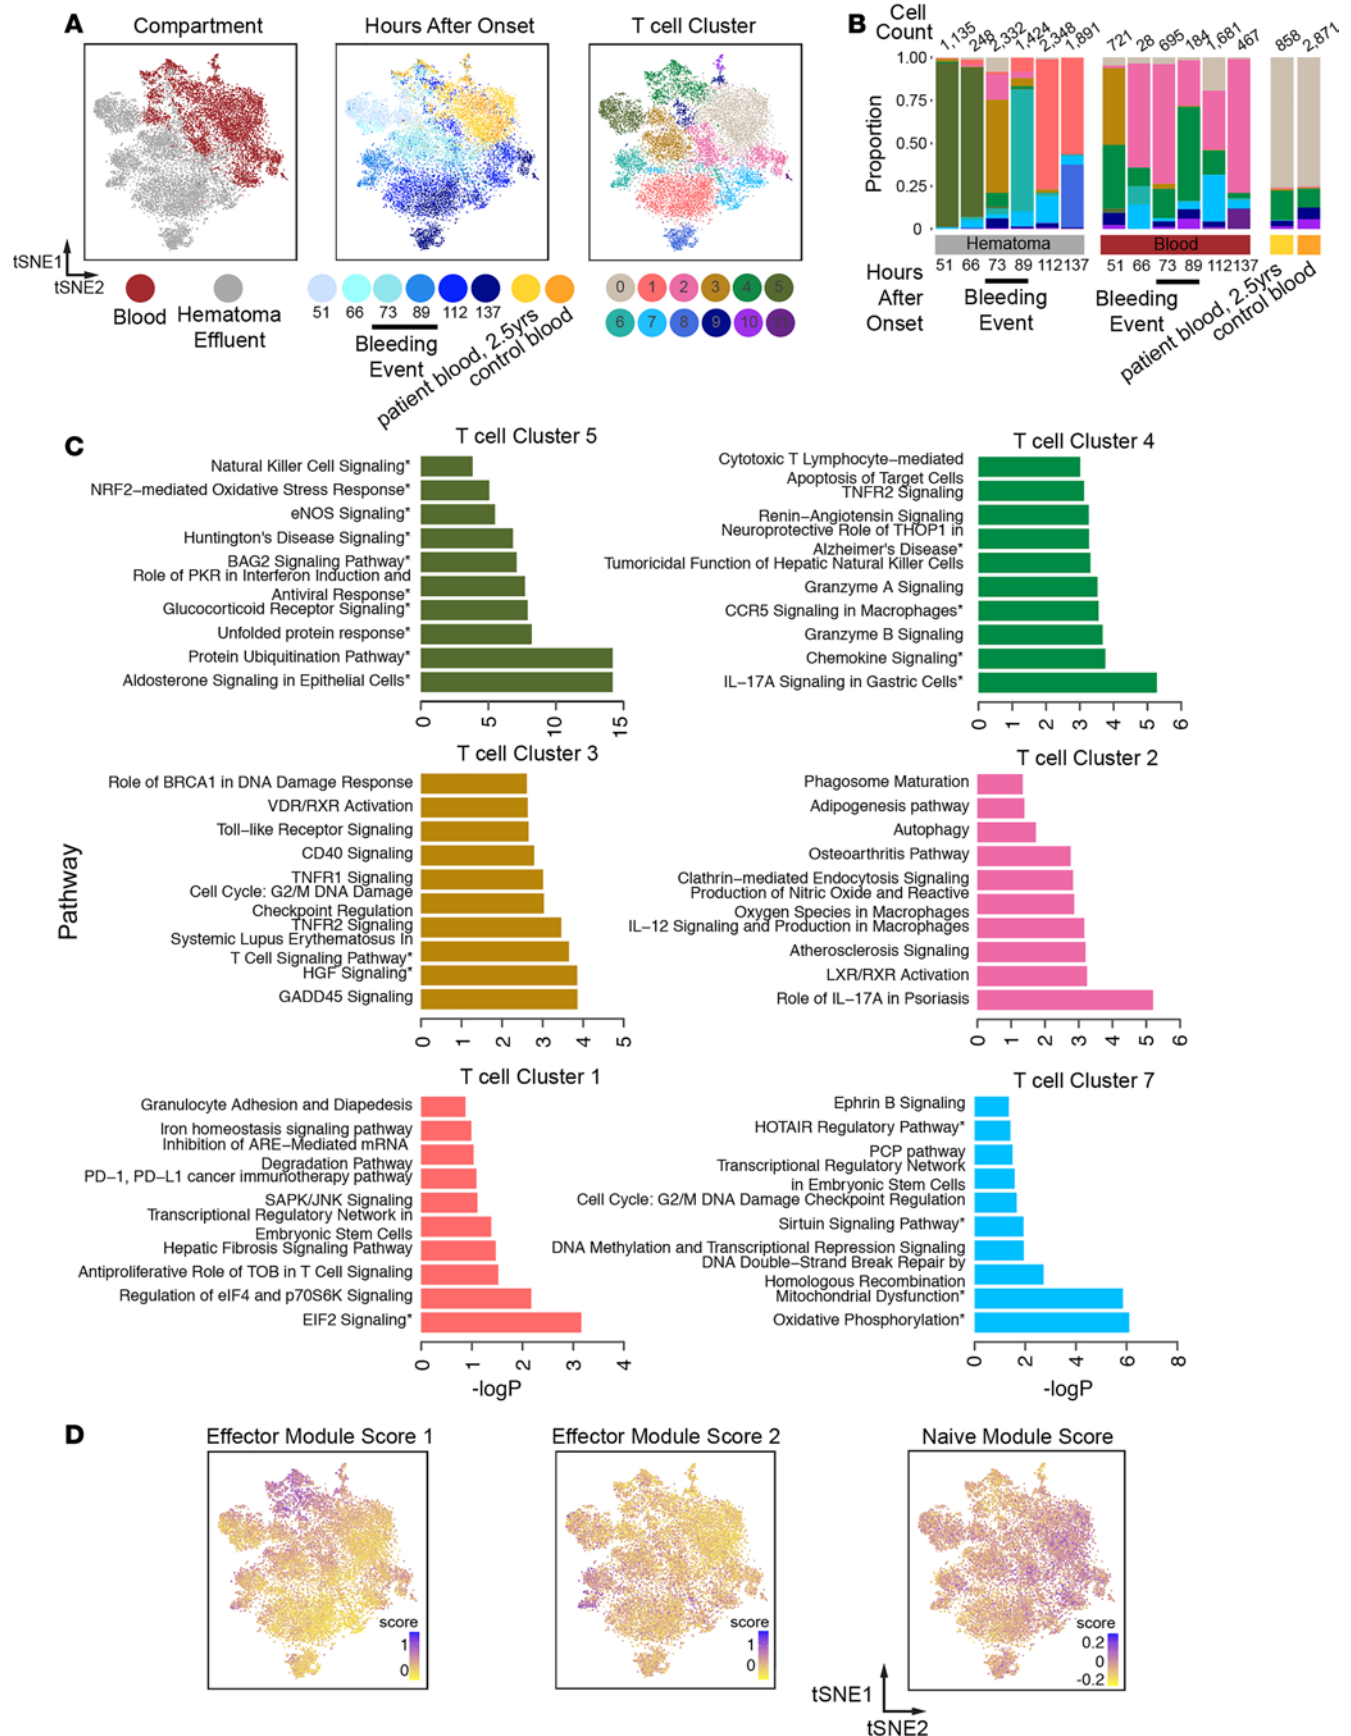 A
Compartment
Hours After Onset
T cell Cluster
tSNE1
tSNE2
Blood
Hematoma
Effluent
51
66
73
89
112
137
Bleeding
Event
patient blood, 2.5yrs
control blood
0
1
2
3
4
5
6
7
8
9
10
11
B
Cell
Count
1,135
248
2,332
1,424
2,348
1,891
721
28
695
184
1,681
467
858
2,871
Proportion
1.00
0.75
0.50
0.25
0
Hematoma
Blood
Hours
After
Onset
51
66
73
89
112
137
51
66
73
89
112
137
Bleeding
Event
Bleeding
Event
patient blood, 2.5yrs
control blood
C
Pathway
T cell Cluster 5
Natural Killer Cell Signaling*
NRF2−mediated Oxidative Stress Response*
eNOS Signaling*
Huntington's Disease Signaling*
BAG2 Signaling Pathway*
Role of PKR in Interferon Induction and
Antiviral Response*
Glucocorticoid Receptor Signaling*
Unfolded protein response*
Protein Ubiquitination Pathway*
Aldosterone Signaling in Epithelial Cells*
0
5
10
15
T cell Cluster 4
Cytotoxic T Lymphocyte−mediated
Apoptosis of Target Cells
TNFR2 Signaling
Renin−Angiotensin Signaling
Neuroprotective Role of THOP1 in
Alzheimer's Disease*
Tumoricidal Function of Hepatic Natural Killer Cells
Granzyme A Signaling
CCR5 Signaling in Macrophages*
Granzyme B Signaling
Chemokine Signaling*
IL−17A Signaling in Gastric Cells*
0
1
2
3
4
5
6
T cell Cluster 3
Role of BRCA1 in DNA Damage Response
VDR/RXR Activation
Toll−like Receptor Signaling
CD40 Signaling
TNFR1 Signaling
Cell Cycle: G2/M DNA Damage
Checkpoint Regulation
TNFR2 Signaling
Systemic Lupus Erythematosus In
T Cell Signaling Pathway*
HGF Signaling*
GADD45 Signaling
0
1
2
3
4
5
T cell Cluster 2
Phagosome Maturation
Adipogenesis pathway
Autophagy
Osteoarthritis Pathway
Clathrin−mediated Endocytosis Signaling
Production of Nitric Oxide and Reactive
Oxygen Species in Macrophages
IL−12 Signaling and Production in Macrophages
Atherosclerosis Signaling
LXR/RXR Activation
Role of IL−17A in Psoriasis
0
1
2
3
4
5
6
T cell Cluster 1
Granulocyte Adhesion and Diapedesis
Iron homeostasis signaling pathway
Inhibition of ARE−Mediated mRNA
Degradation Pathway
PD−1, PD−L1 cancer immunotherapy pathway
SAPK/JNK Signaling
Transcriptional Regulatory Network in
Embryonic Stem Cells
Hepatic Fibrosis Signaling Pathway
Antiproliferative Role of TOB in T Cell Signaling
Regulation of eIF4 and p70S6K Signaling
EIF2 Signaling*
0
1
2
3
4
-logP
T cell Cluster 7
Ephrin B Signaling
HOTAIR Regulatory Pathway*
PCP pathway
Transcriptional Regulatory Network
in Embryonic Stem Cells
Cell Cycle: G2/M DNA Damage Checkpoint Regulation
Sirtuin Signaling Pathway*
DNA Methylation and Transcriptional Repression Signaling
DNA Double−Strand Break Repair by
Homologous Recombination
Mitochondrial Dysfunction*
Oxidative Phosphorylation*
0
2
4
6
8
-logP
D
Effector Module Score 1
score
1
0
Effector Module Score 2
score
1
0
Naive Module Score
score
0.2
0
-0.2
tSNE1
tSNE2